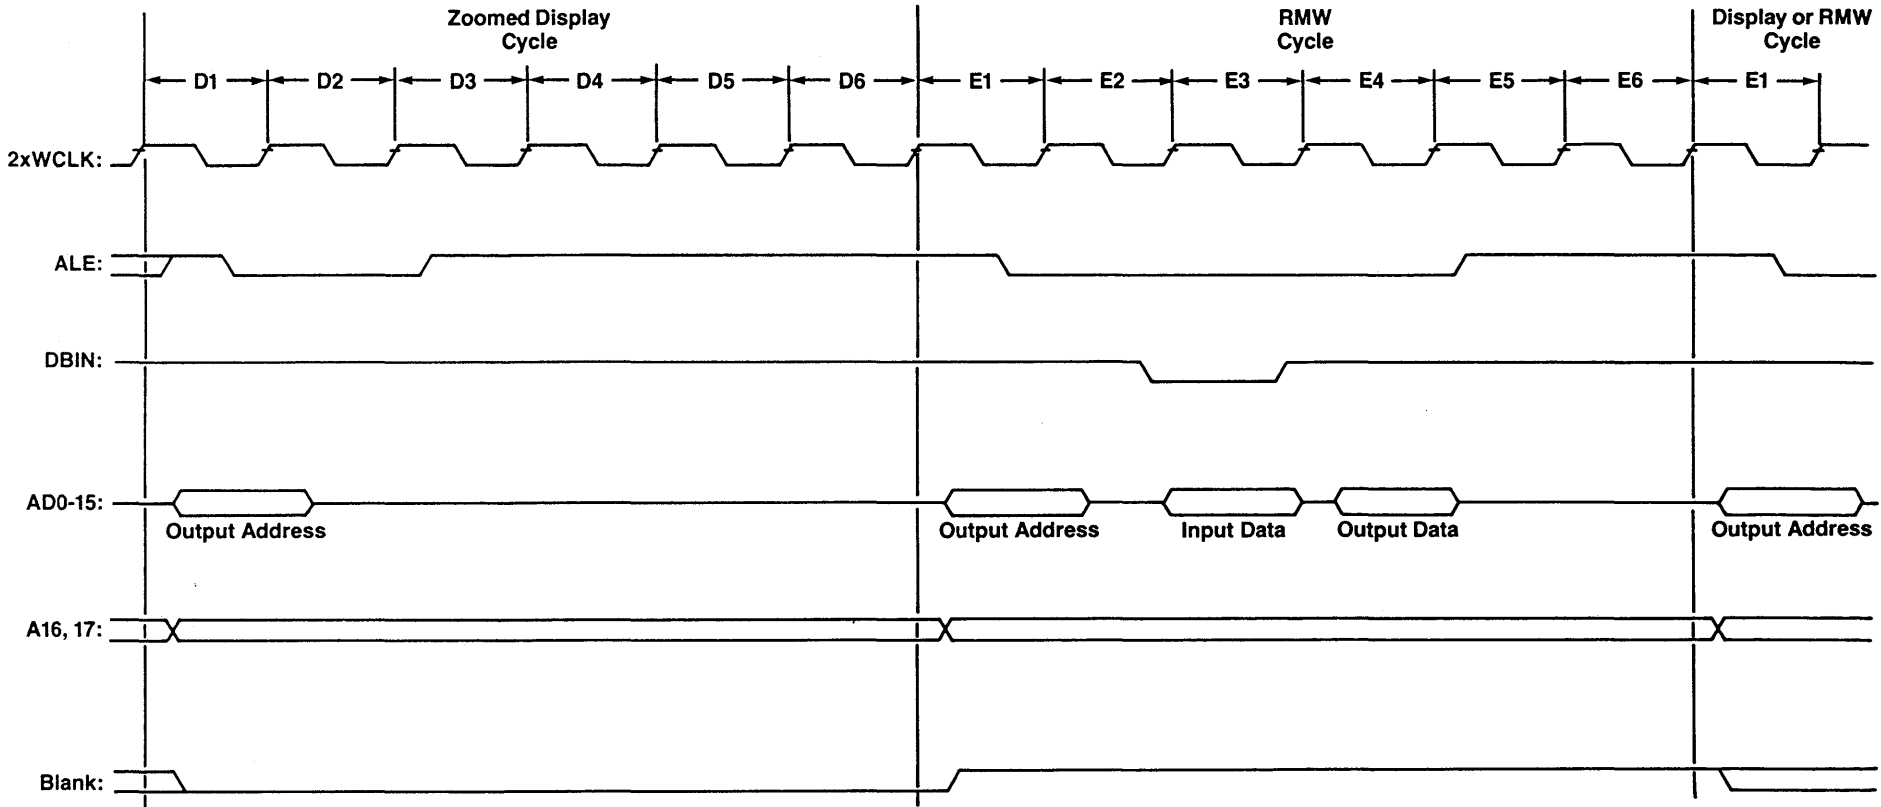 Zoomed Display
Cycle
RMW
Cycle
Display or RMW
Cycle
D1
D2
D3
D4
D5
D6
E1
E2
E3
E4
E5
E6
E1
2xWCLK:
ALE:
DBIN:
AD0-15:
Output Address
Output Address
Input Data
Output Data
Output Address
A16, 17:
Blank: